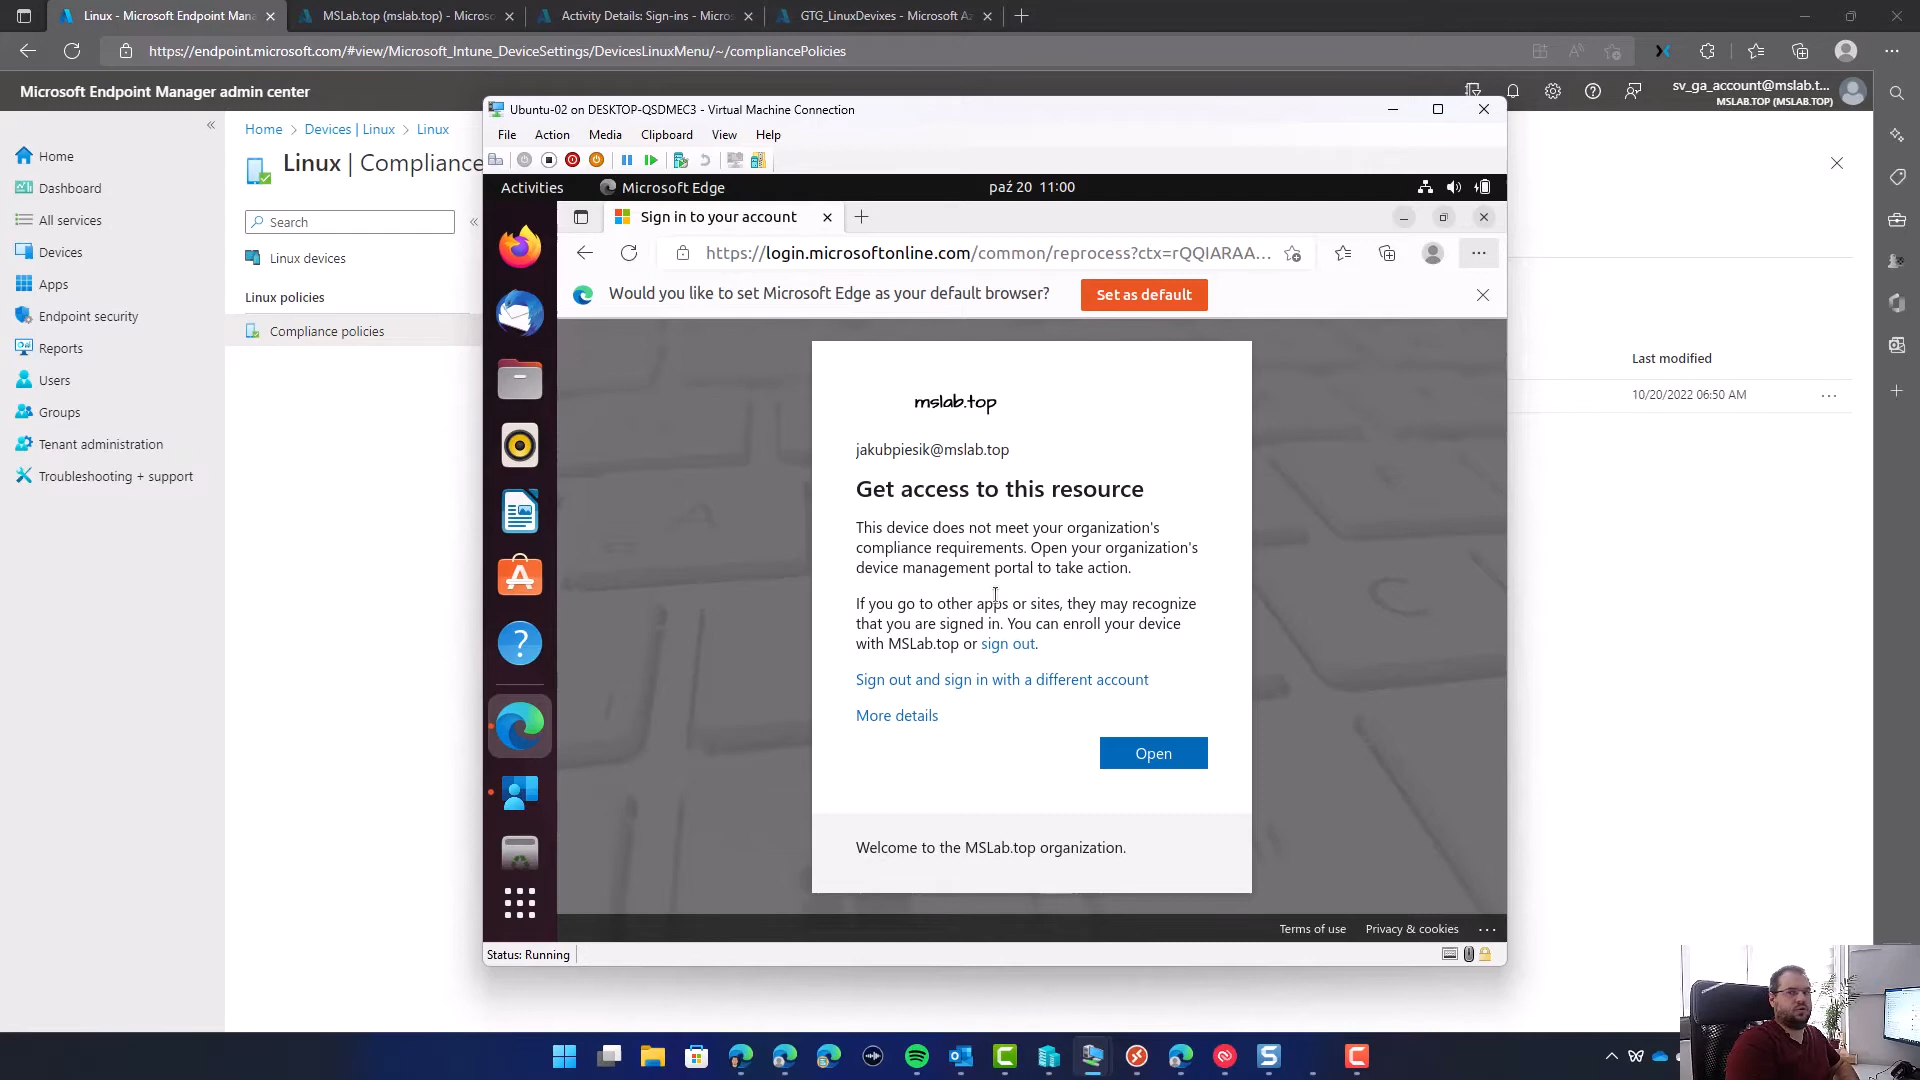 Linux - Microsoft Endpoint Mana
MSLab.top (mslab.top) - Microso
Activity Details: Sign-ins - Micros
GTG_LinuxDevixes - Microsoft Az
https://endpoint.microsoft.com/#view/Microsoft_Intune_DeviceSettings/DevicesLinuxMenu/~/compliancePolicies
Microsoft Endpoint Manager admin center
sv_ga_account@mslab.t...
MSLAB.TOP (MSLAB.TOP)
Home
Dashboard
All services
Devices
Apps
Endpoint security
Reports
Users
Groups
Tenant administration
Troubleshooting + support
Home > Devices | Linux > Linux
Linux | Compliance
Search
Linux devices
Linux policies
Compliance policies
Last modified
10/20/2022 06:50 AM
Ubuntu-02 on DESKTOP-QSDMEC3 - Virtual Machine Connection
File Action Media Clipboard View Help
Activities Microsoft Edge paź 20 11:00
Sign in to your account
https://login.microsoftonline.com/common/reprocess?ctx=rQQIARAA...
Would you like to set Microsoft Edge as your default browser?
Set as default
mslab.top
jakubpiesik@mslab.top
Get access to this resource
This device does not meet your organization's
compliance requirements. Open your organization's
device management portal to take action.
If you go to other apps or sites, they may recognize
that you are signed in. You can enroll your device
with MSLab.top or sign out.
Sign out and sign in with a different account
More details
Open
Welcome to the MSLab.top organization.
Terms of use Privacy & cookies ...
Status: Running